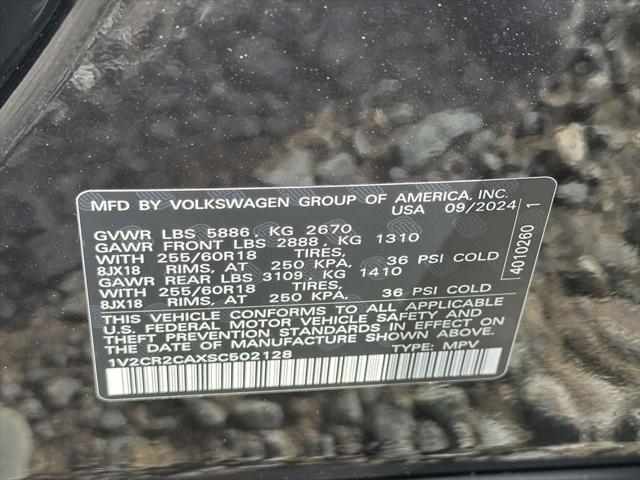 MFD BY VOLKSWAGEN GROUP OF AMERICA, INC.
USA 09/2024
GVWR LBS 5886 , KG 2670
GAWR FRONT LBS 2888 , KG 1310
WITH 255/60R18 TIRES,
8JX18 RIMS, AT 250 KPA, 36 PSI COLD
GAWR REAR LBS 3109 , KG 1410
WITH 255/60R18 TIRES,
8JX18 RIMS, AT 250 KPA, 36 PSI COLD
THIS VEHICLE CONFORMS TO ALL APPLICABLE
U.S. FEDERAL MOTOR VEHICLE SAFETY AND
THEFT PREVENTION STANDARDS IN EFFECT ON
THE DATE OF MANUFACTURE SHOWN ABOVE.
1V2CR2CAXSC502128 TYPE: MPV
4010260 1